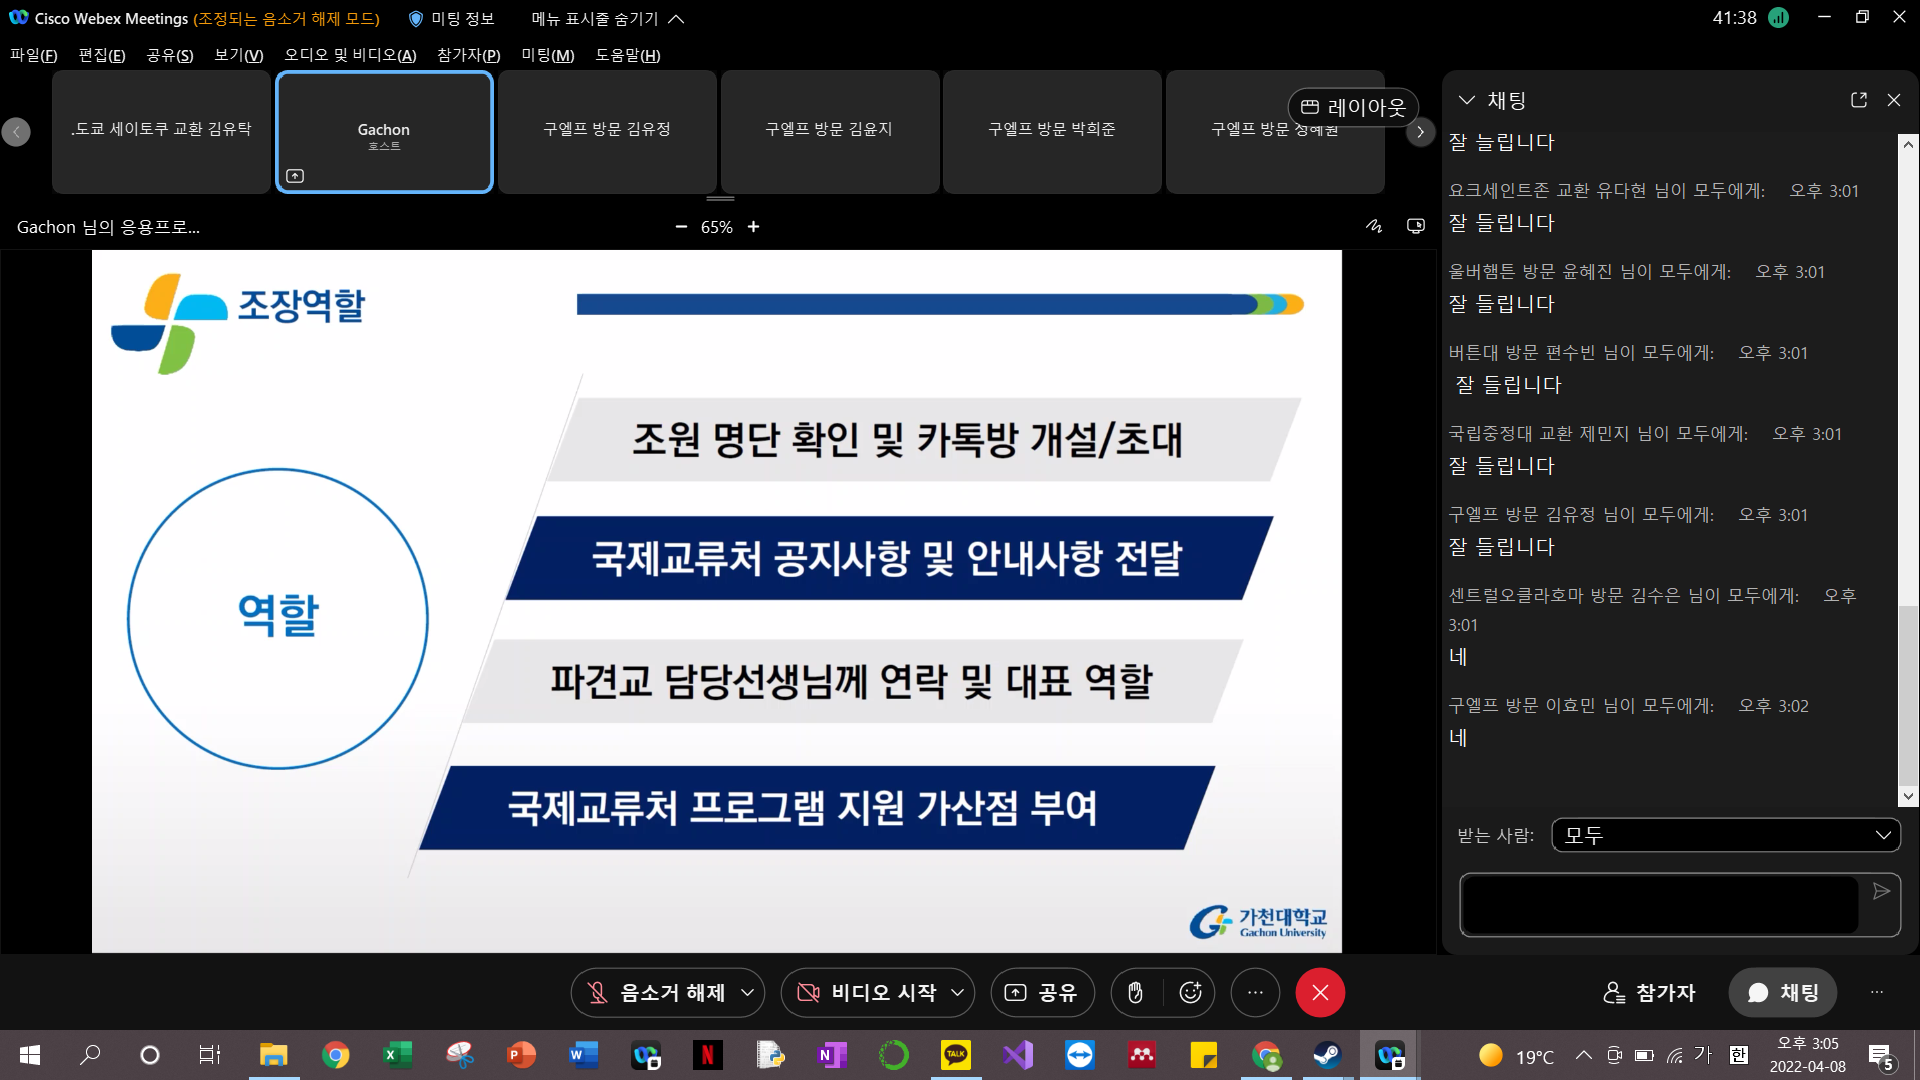 Cisco Webex Meetings (조정되는 음소거 해제 모드) 미팅 정보 메뉴 표시줄 숨기기 41:38
파일(F) 편집(E) 공유(S) 보기(V) 오디오 및 비디오(A) 참가자(P) 미팅(M) 도움말(H)
.도쿄 세이토쿠 교환 김유탁
Gachon
호스트
구엘프 방문 김유정
구엘프 방문 김윤지
구엘프 방문 박희준
구엘프 방문 정혜원
레이아웃
Gachon 님의 응용프로...
65%
조장역할
역할
조원 명단 확인 및 카톡방 개설/초대
국제교류처 공지사항 및 안내사항 전달
파견교 담당선생님께 연락 및 대표 역할
국제교류처 프로그램 지원 가산점 부여
가천대학교
Gachon University
채팅
잘 늘립니다
요크세인트존 교환 유다현 님이 모두에게: 오후 3:01
잘 들립니다
울버햄튼 방문 윤혜진 님이 모두에게: 오후 3:01
잘 들립니다
버튼대 방문 편수빈 님이 모두에게: 오후 3:01
잘 들립니다
국립중정대 교환 제민지 님이 모두에게: 오후 3:01
잘 들립니다
구엘프 방문 김유정 님이 모두에게: 오후 3:01
잘 들립니다
센트럴오클라호마 방문 김수은 님이 모두에게: 오후
3:01
네
구엘프 방문 이효민 님이 모두에게: 오후 3:02
네
받는 사람: 모두
음소거 해제 비디오 시작 공유 참가자 채팅
19°C 가 한 오후 3:05
2022-04-08
5